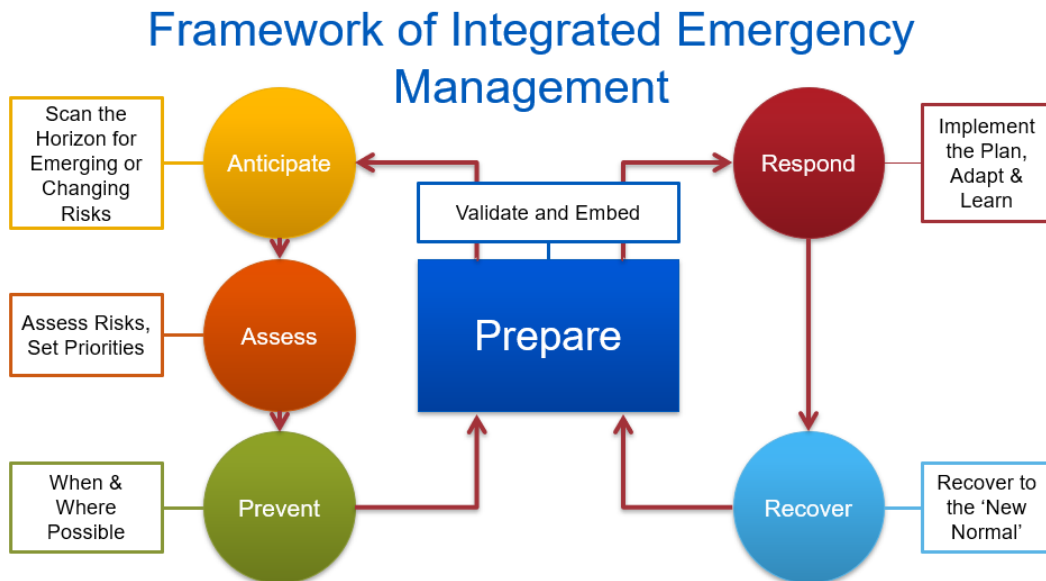 Framework of Integrated Emergency
Management
Scan the
Horizon for
Emerging or
Changing
Risks
Anticipate
Validate and Embed
Respond
Implement
the Plan,
Adapt &
Learn
Assess Risks,
Set Priorities
Assess
Prepare
When &
Where
Possible
Prevent
Recover
Recover to
the ‘New
Normal’